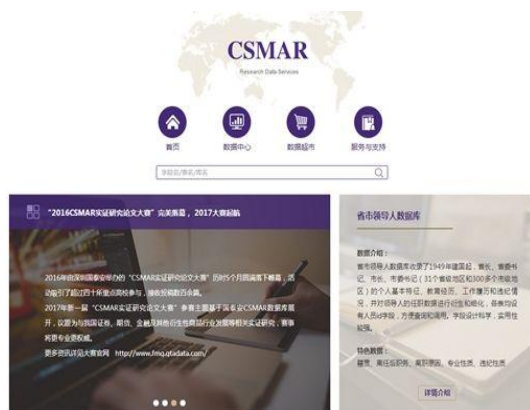 CSMAR
Research Data Services
首页
数据中心
数据超市
服务与支持
“2016CSMAR实证研究论文大赛”完美落幕，2017大赛起航
2016年由深圳国泰安举办的“CSMAR实证研究论文大赛”历时5个月圆满落下帷幕，活
动吸引了超过四十所重点高校参与，接收投稿数百余篇。
2017年新一届“CSMAR实证研究论文大赛”参赛主题基于国泰安CSMAR数据库展
开，议题为与我国证券、期货、金融及其他衍生性商品行业发展等相关实证研究，赛事
将更专业更权威。
更多资讯详见大赛官网 http://www.fmq.gtadata.com/
省市领导人数据库
数据介绍：
省市领导人数据库收录了1949年建国起，省长、省委书
记、市长、市委书记（31个省级地区和300多个市级地
区）的个人基本特征、教育经历、工作履历和违纪情
况，并对领导人的任职数据进行衍生和细化，各表均设
有人员id字段，方便查阅和调用。字段设计科学，实用性
较强。
特色数据：
籍贯、离任后职务、离职原因、专业性质、违纪性质
详情介绍